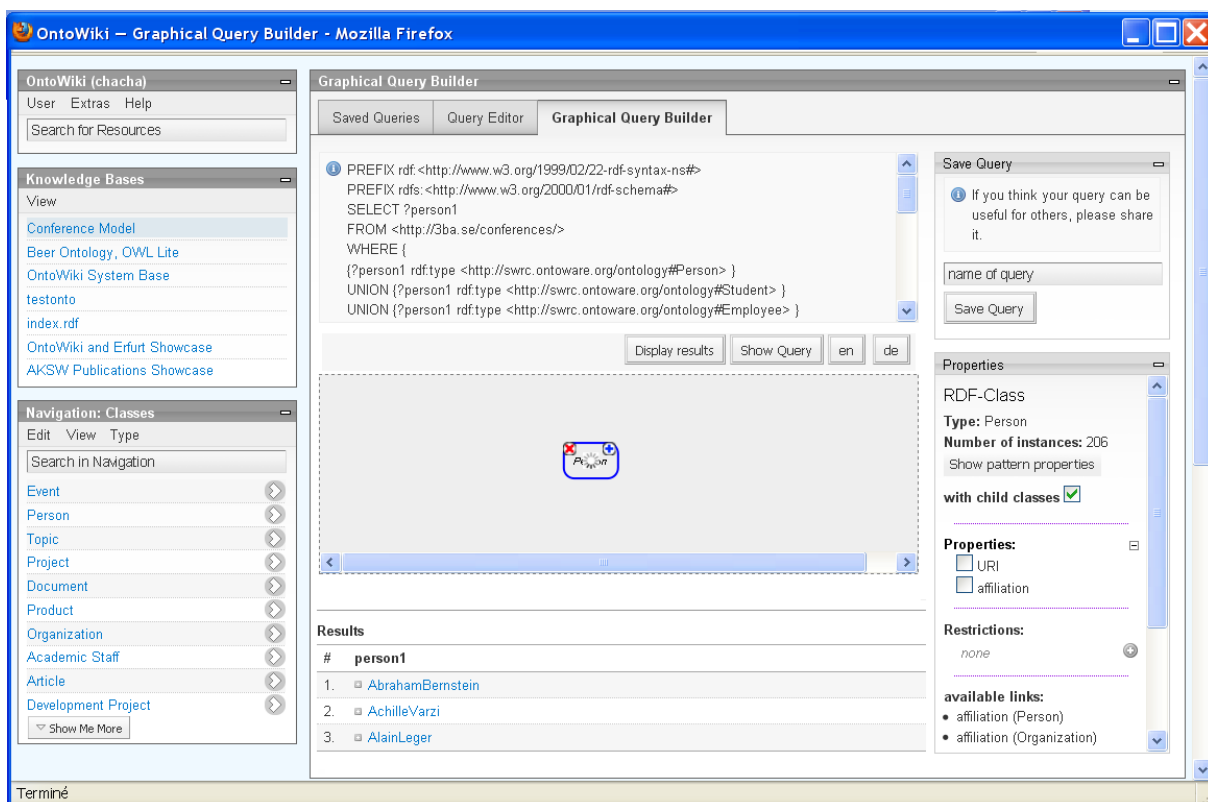 OntoWiki — Graphical Query Builder - Mozilla Firefox
OntoWiki (chacha)
User Extras Help
Search for Resources
Knowledge Bases
View
Conference Model
Beer Ontology, OWL Lite
OntoWiki System Base
testonto
index.rdf
OntoWiki and Erfurt Showcase
AKSW Publications Showcase
Navigation: Classes
Edit View Type
Search in Navigation
Event
Person
Topic
Project
Document
Product
Organization
Academic Staff
Article
Development Project
Show Me More
Graphical Query Builder
Saved Queries Query Editor Graphical Query Builder
PREFIX rdf:<http://www.w3.org/1999/02/22-rdf-syntax-ns#>
PREFIX rdfs:<http://www.w3.org/2000/01/rdf-schema#>
SELECT ?person1
FROM <http://3ba.se/conferences/>
WHERE {
{?person1 rdf:type <http://swrc.ontoware.org/ontology#Person> }
UNION {?person1 rdf:type <http://swrc.ontoware.org/ontology#Student> }
UNION {?person1 rdf:type <http://swrc.ontoware.org/ontology#Employee> }
Display results Show Query en de
Person
Results
# person1
1. AbrahamBernstein
2. AchilleVarzi
3. AlainLeger
Save Query
If you think your query can be
useful for others, please share
it.
name of query
Save Query
Properties
RDF-Class
Type: Person
Number of instances: 206
Show pattern properties
with child classes
Properties:
URI
affiliation
Restrictions:
none
available links:
• affiliation (Person)
• affiliation (Organization)
Terminé